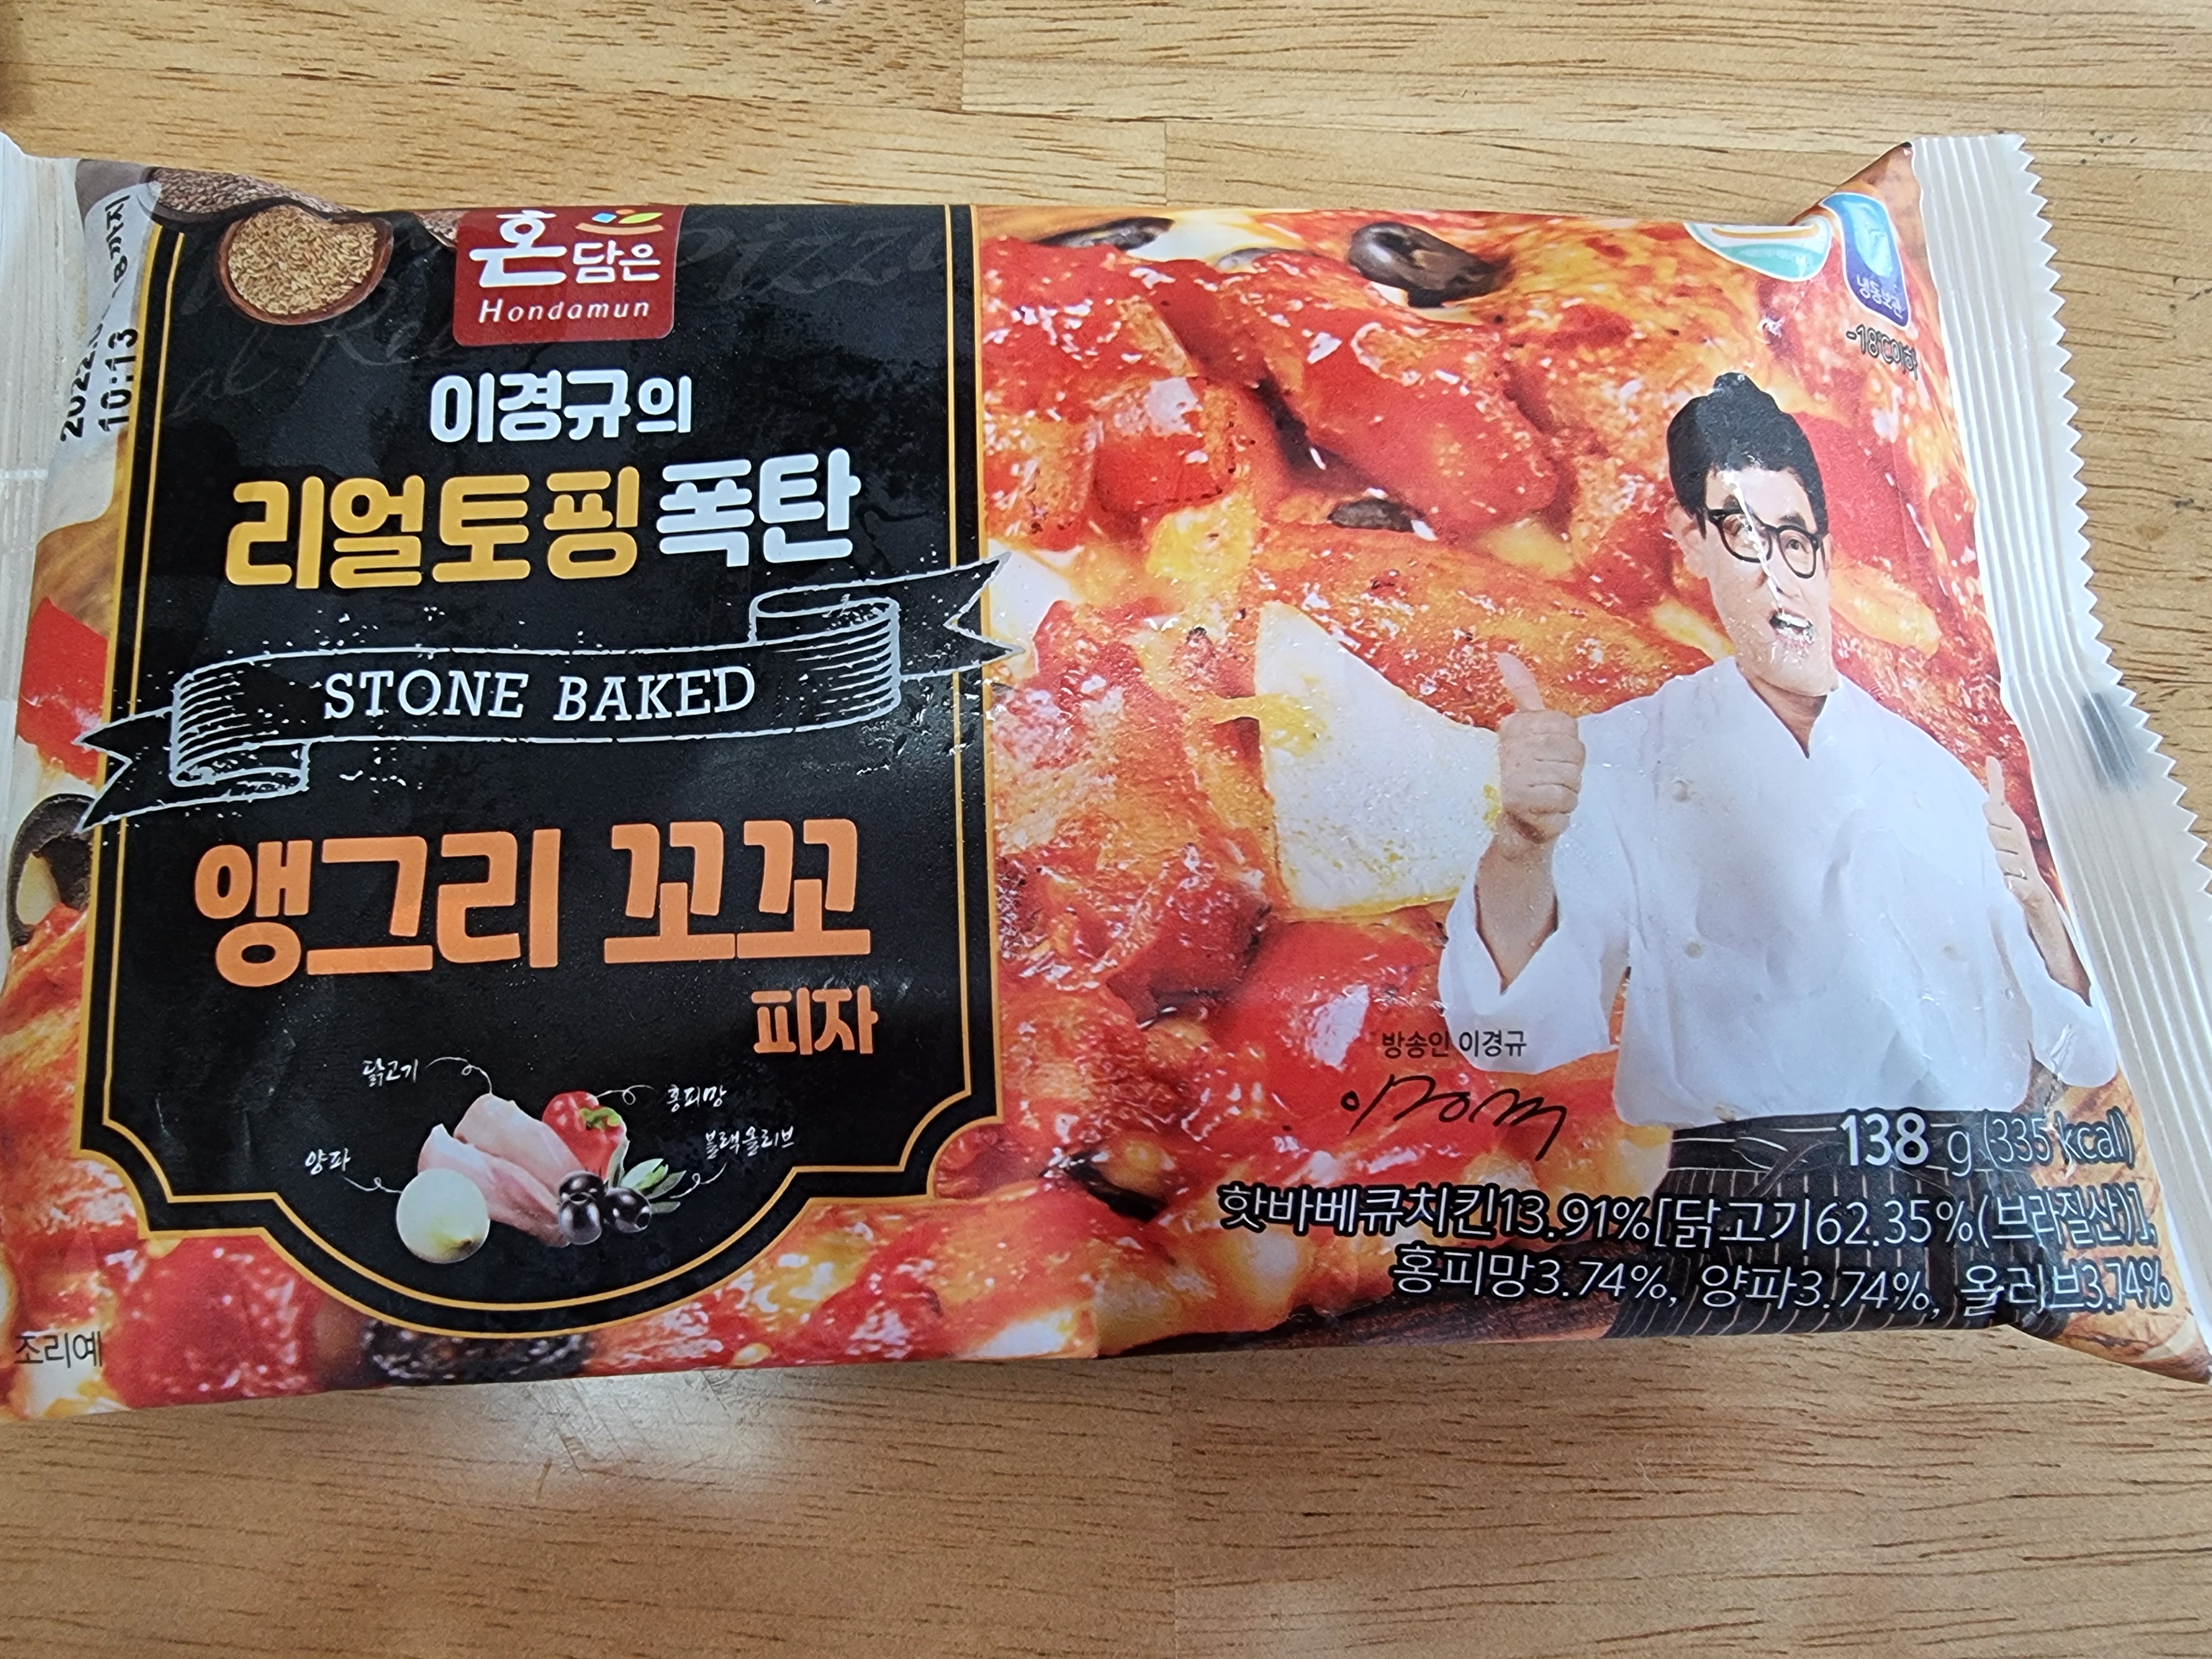 혼담은
Hondamun
이경규의
리얼토핑폭탄
STONE BAKED
앵그리 꼬꼬
피자
닭고기
홍피망
양파
블랙올리브
조리예
10:13
냉동보관
-18℃이하
방송인 이경규
138 g (335 kcal)
핫바베큐치킨13.91%[닭고기62.35%(브라질산)],
홍피망3.74%, 양파3.74%, 올리브3.74%